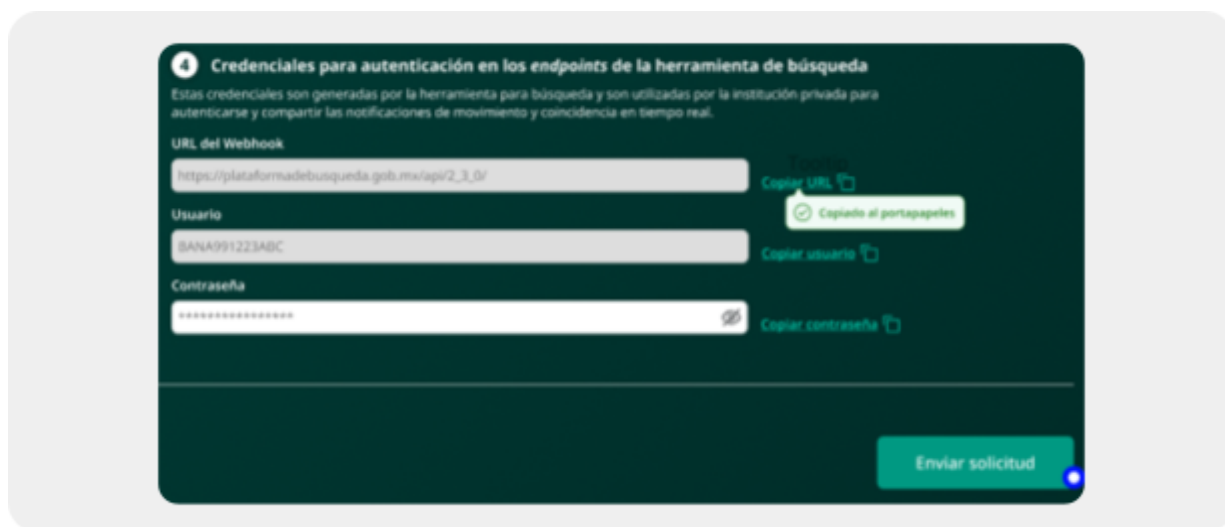 4 Credenciales para autenticación en los endpoints de la herramienta de búsqueda
Estas credenciales son generadas por la herramienta para búsqueda y son utilizadas por la institución privada para
autenticarse y compartir las notificaciones de movimiento y coincidencia en tiempo real.
URL del Webhook
https://plataformadebusqueda.gob.mx/api/2_3_0/
Tooltip
Copiar URL
Copiado al portapapeles
Usuario
BANA991223ABC
Copiar usuario
Contraseña
****************
Copiar contraseña
Enviar solicitud